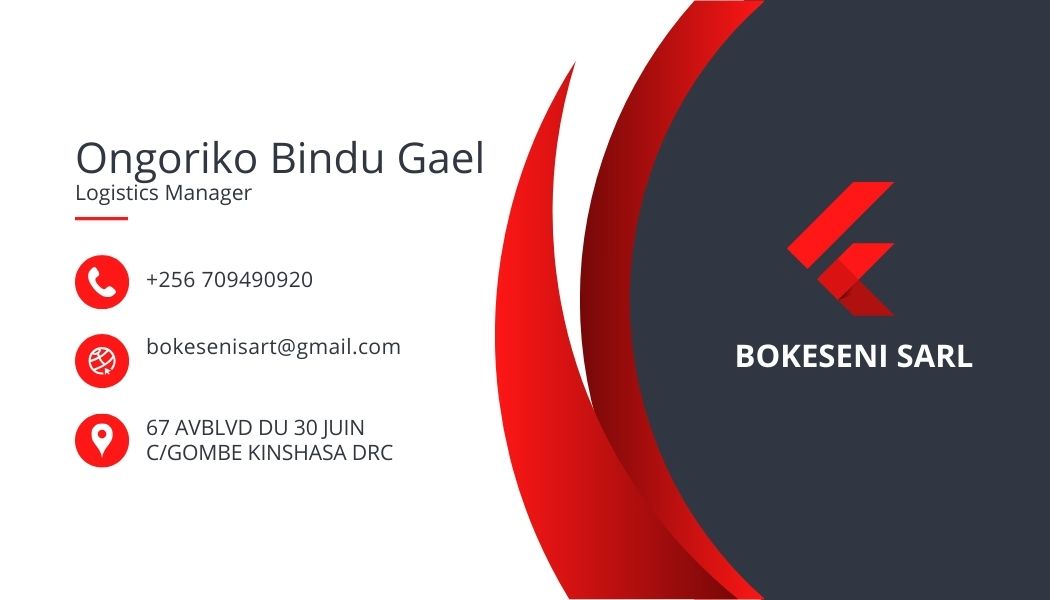 Ongoriko Bindu Gael
Logistics Manager
+256 709490920
bokesenisart@gmail.com
67 AVBLVD DU 30 JUIN
C/GOMBE KINSHASA DRC
BOKESENI SARL